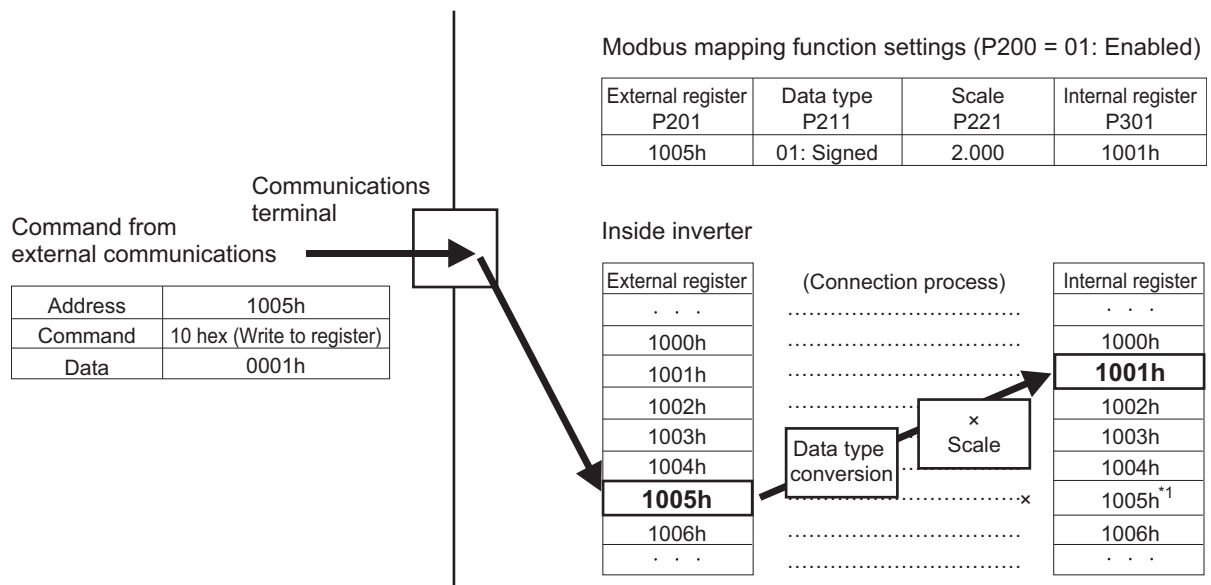 Modbus mapping function settings (P200 = 01: Enabled)
External register Data type Scale Internal register
P201 P211 P221 P301
1005h 01: Signed 2.000 1001h
Communications
terminal
Command from
external communications
Address 1005h
Command 10 hex (Write to register)
Data 0001h
Inside inverter
External register (Connection process) Internal register
· · · ................................ · · ·
1000h ................................ 1000h
1001h ................................ 1001h
1002h ................................ 1002h
1003h 1003h
1004h 1004h
1005h ................................× 1005h*1
1006h ................................ 1006h
· · · ................................ · · ·
Data type
conversion
×
Scale